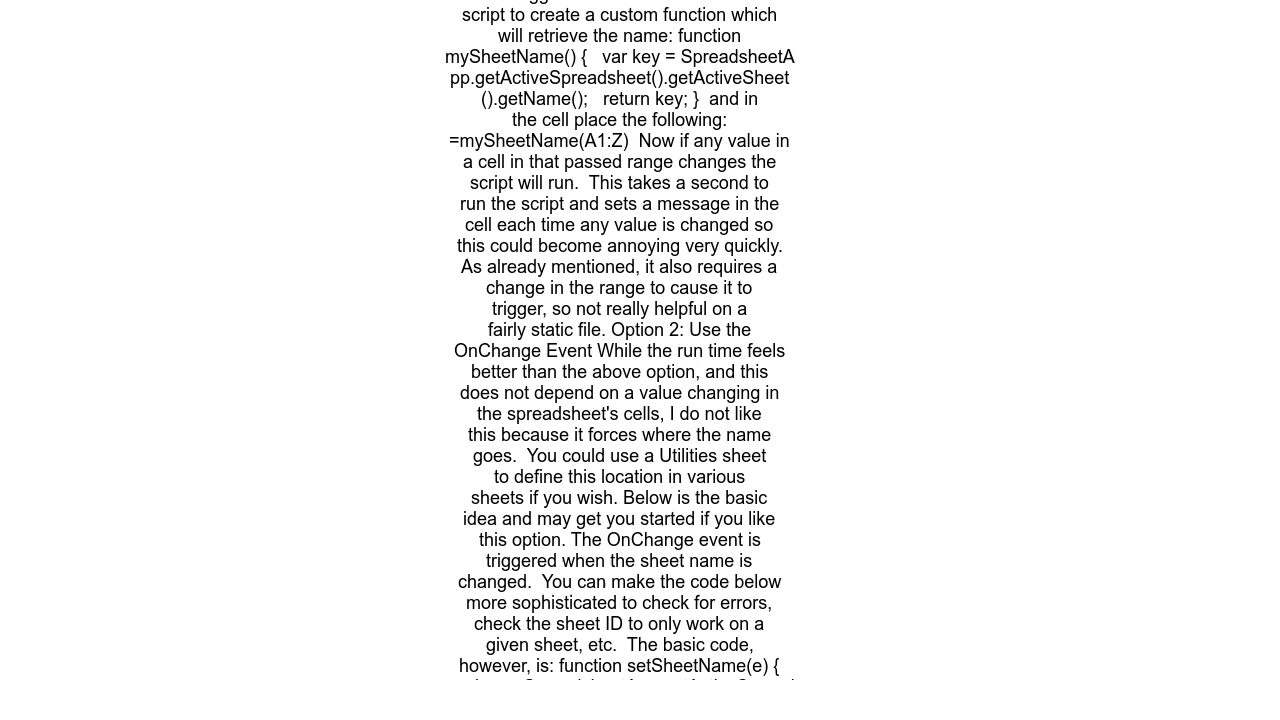 script to create a custom function which
will retrieve the name: function
mySheetName() {   var key = SpreadsheetA
pp.getActiveSpreadsheet().getActiveSheet
().getName();   return key; }  and in
the cell place the following:
=mySheetName(A1:Z)  Now if any value in
a cell in that passed range changes the
script will run.  This takes a second to
run the script and sets a message in the
cell each time any value is changed so
this could become annoying very quickly.
As already mentioned, it also requires a
change in the range to cause it to
trigger, so not really helpful on a
fairly static file. Option 2: Use the
OnChange Event While the run time feels
better than the above option, and this
does not depend on a value changing in
the spreadsheet's cells, I do not like
this because it forces where the name
goes.  You could use a Utilities sheet
to define this location in various
sheets if you wish. Below is the basic
idea and may get you started if you like
this option. The OnChange event is
triggered when the sheet name is
changed.  You can make the code below
more sophisticated to check for errors,
check the sheet ID to only work on a
given sheet, etc.  The basic code,
however, is: function setSheetName(e) {